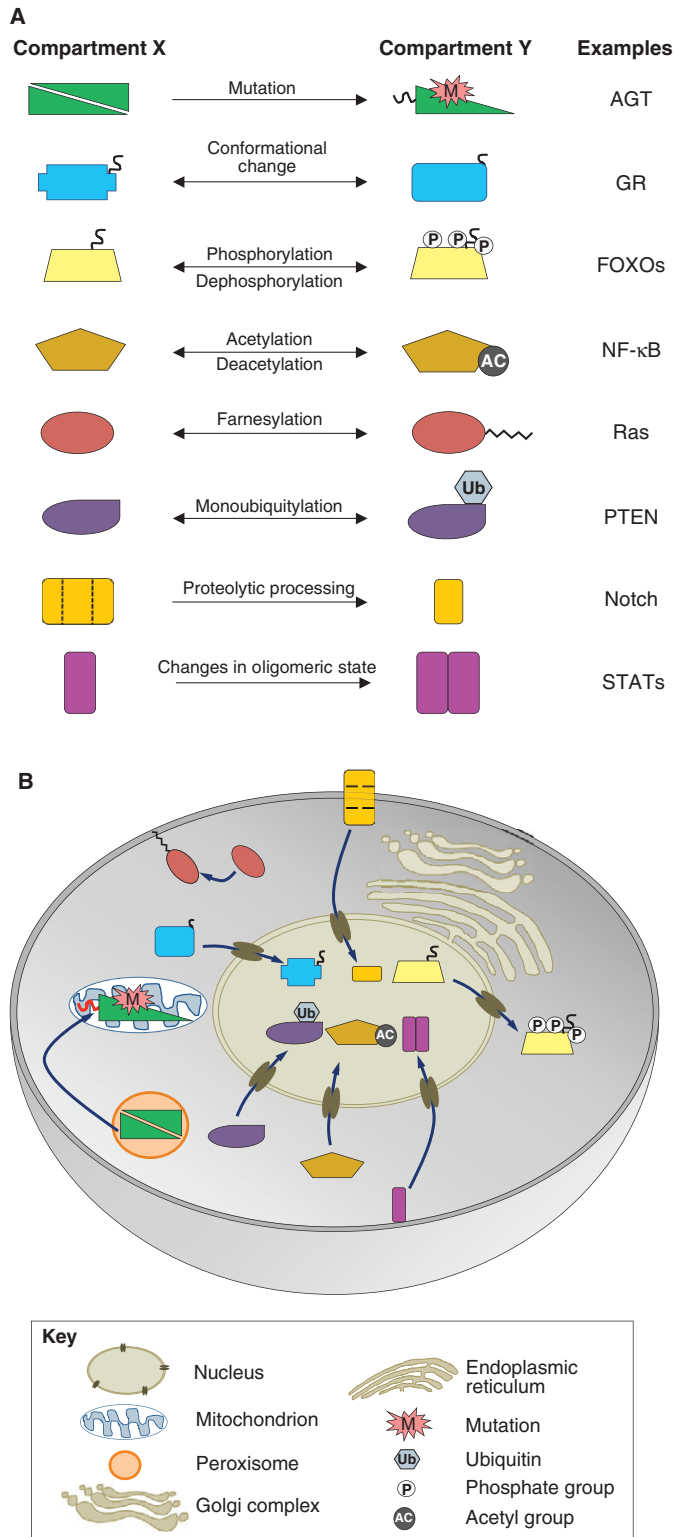 A
Compartment X Compartment Y Examples
Mutation M AGT
Conformational
change GR
Phosphorylation P P P
Dephosphorylation FOXOs
Acetylation
Deacetylation AC NF-κB
Farnesylation Ras
Ub
Monoubiquitylation PTEN
Proteolytic processing Notch
Changes in oligomeric state STATs
B
M
Ub
AC
P P P
Key
Nucleus
Mitochondrion
Peroxisome
Golgi complex
Endoplasmic
reticulum
M Mutation
Ub Ubiquitin
P Phosphate group
AC Acetyl group